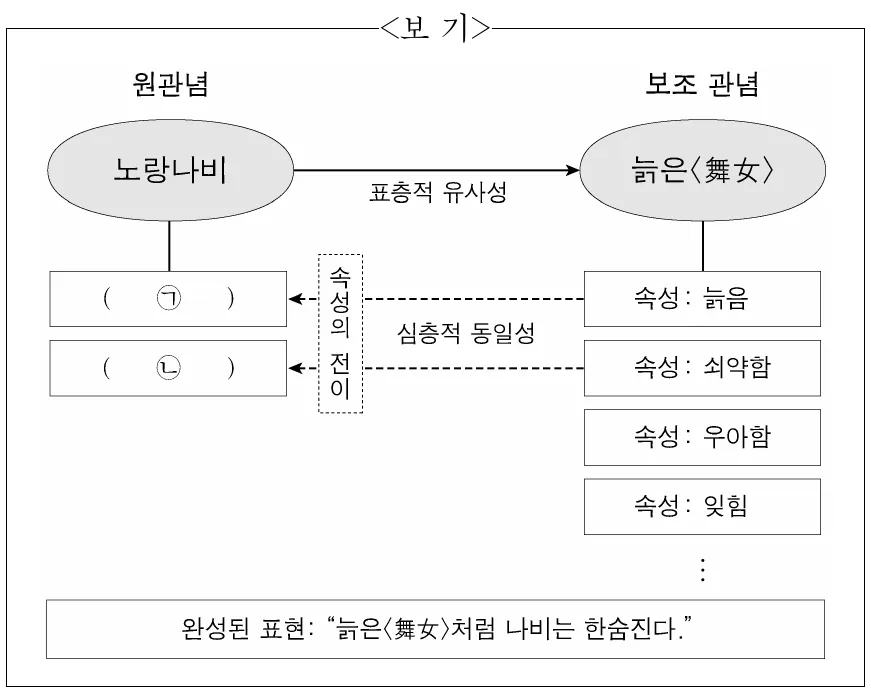 <보 기>
원관념
보조 관념
노랑나비
표층적 유사성
늙은〈舞女〉
( ㉠ )
속성의 전이
심층적 동일성
속성: 늙음
( ㉡ )
속성: 쇠약함
속성: 우아함
속성: 잊힘
⋮
완성된 표현: “늙은〈舞女〉처럼 나비는 한숨진다.”